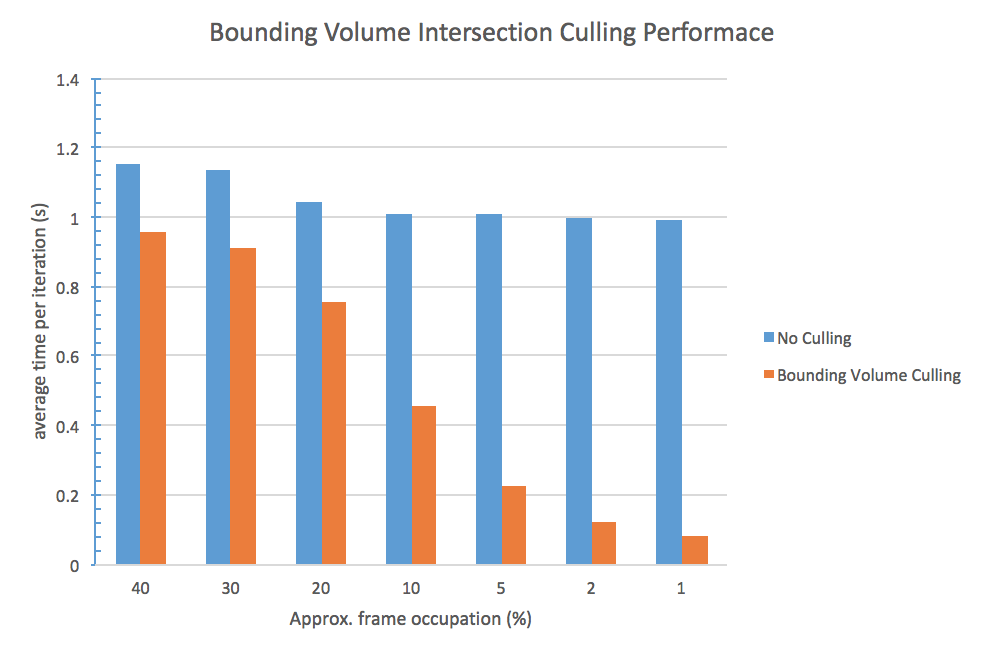 Bounding Volume Intersection Culling Performace
1.4
1.2
1
0.8
0.6
0.4
0.2
0
average time per iteration (s)
40 30 20 10 5 2 1
Approx. frame occupation (%)
No Culling
Bounding Volume Culling